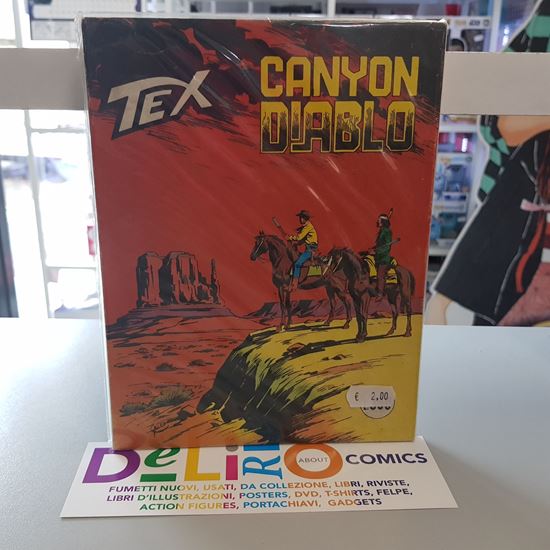 TEX
CANYON
DIABLO
€ 2,00
DeLiRiO
ABOUT
COMICS
FUMETTI NUOVI, USATI, DA COLLEZIONE, LIBRI, RIVISTE,
LIBRI D'ILLUSTRAZIONI, POSTERS, DVD, T-SHIRTS, FELPE,
ACTION FIGURES, PORTACHIAVI, GADGETS